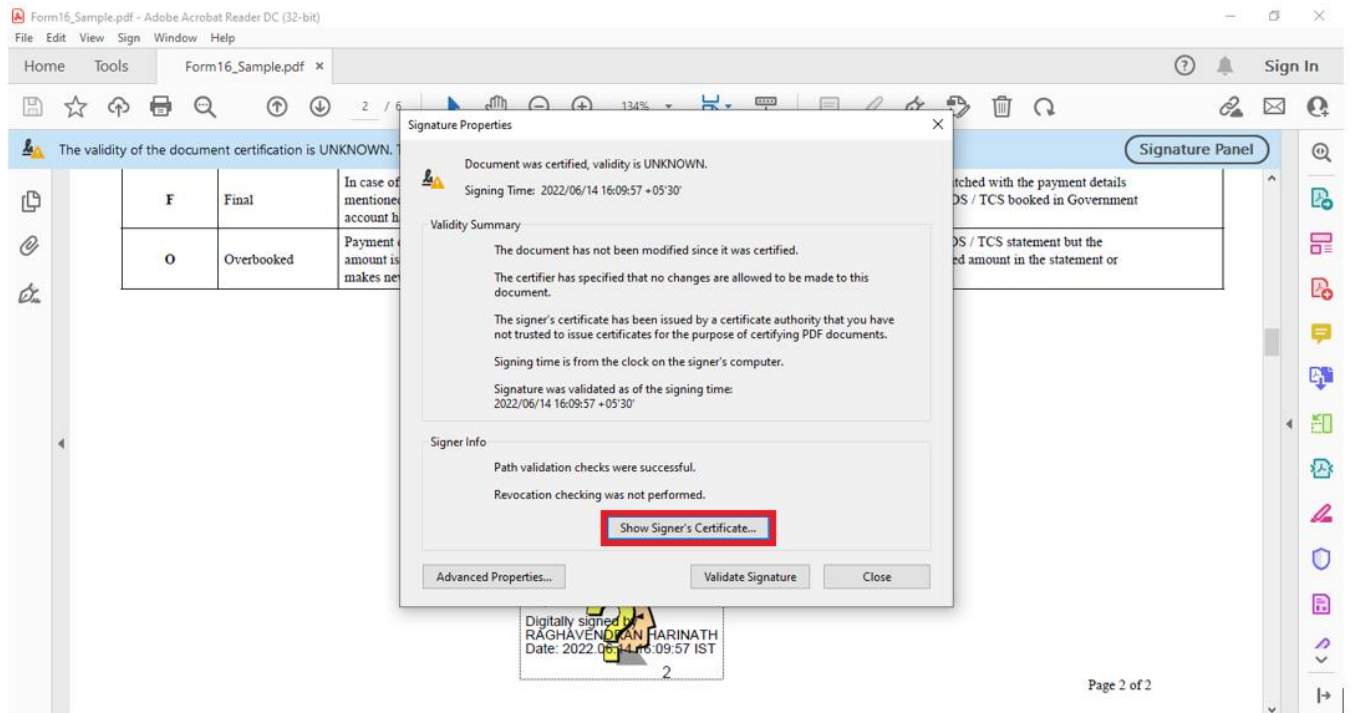 Form16_Sample.pdf - Adobe Acrobat Reader DC (32-bit)
File Edit View Sign Window Help
Home Tools Form16_Sample.pdf × Sign In
2 / 6 134%
The validity of the document certification is UNKNOWN. Signature Panel
Signature Properties
Document was certified, validity is UNKNOWN.
Signing Time: 2022/06/14 16:09:57 +05'30'
Validity Summary
The document has not been modified since it was certified.
The certifier has specified that no changes are allowed to be made to this
document.
The signer's certificate has been issued by a certificate authority that you have
not trusted to issue certificates for the purpose of certifying PDF documents.
Signing time is from the clock on the signer's computer.
Signature was validated as of the signing time:
2022/06/14 16:09:57 +05'30'
Signer Info
Path validation checks were successful.
Revocation checking was not performed.
Show Signer's Certificate...
Advanced Properties... Validate Signature Close
F Final
In case of
mentioned
account
with the payment details
/ TCS booked in Government
O Overbooked
Payment
amount is
makes
/ TCS statement but the
amount in the statement or
Digitally signed by
RAGHAVENDRAN HARINATH
Date: 2022.06.14 16:09:57 IST
2
Page 2 of 2